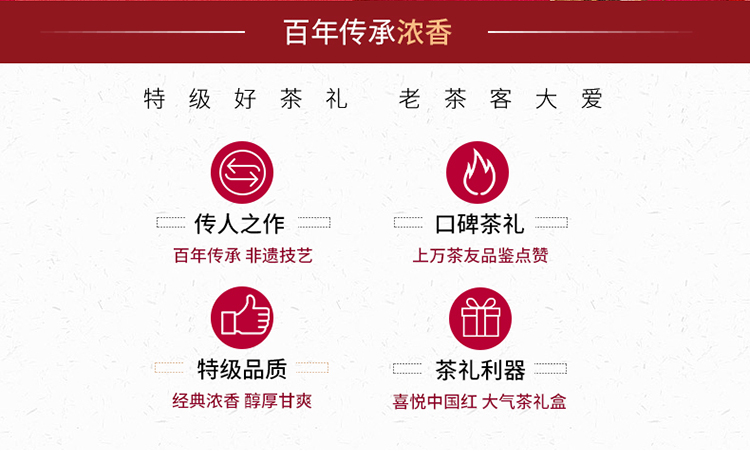 百年传承浓香
特级好茶礼 老茶客大爱
传人之作
百年传承 非遗技艺
口碑茶礼
上万茶友品鉴点赞
特级品质
经典浓香 醇厚甘爽
茶礼利器
喜悦中国红 大气茶礼盒